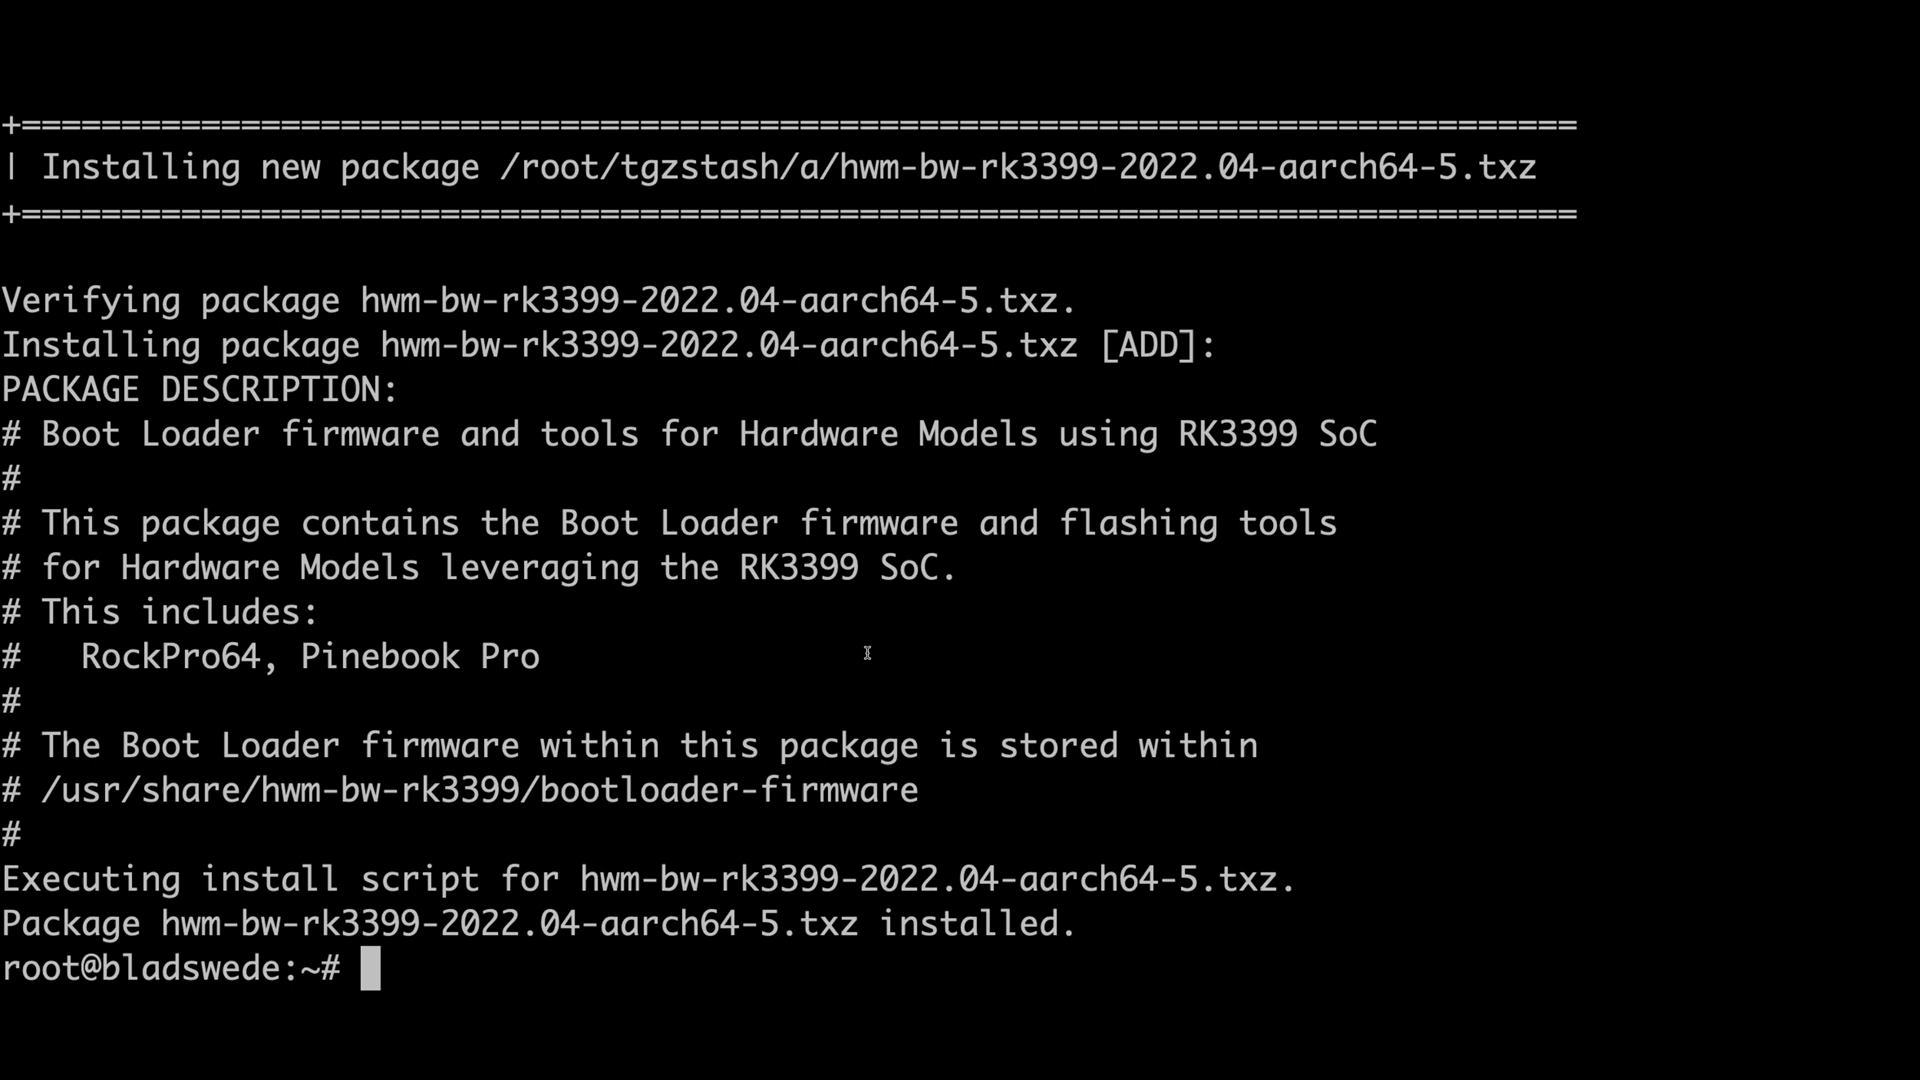 +==============================================================================
| Installing new package /root/tgzstash/a/hwm-bw-rk3399-2022.04-aarch64-5.txz
+==============================================================================
Verifying package hwm-bw-rk3399-2022.04-aarch64-5.txz.
Installing package hwm-bw-rk3399-2022.04-aarch64-5.txz [ADD]:
PACKAGE DESCRIPTION:
# Boot Loader firmware and tools for Hardware Models using RK3399 SoC
#
# This package contains the Boot Loader firmware and flashing tools
# for Hardware Models leveraging the RK3399 SoC.
# This includes:
#   RockPro64, Pinebook Pro
#
# The Boot Loader firmware within this package is stored within
# /usr/share/hwm-bw-rk3399/bootloader-firmware
#
Executing install script for hwm-bw-rk3399-2022.04-aarch64-5.txz.
Package hwm-bw-rk3399-2022.04-aarch64-5.txz installed.
root@bladswede:~#